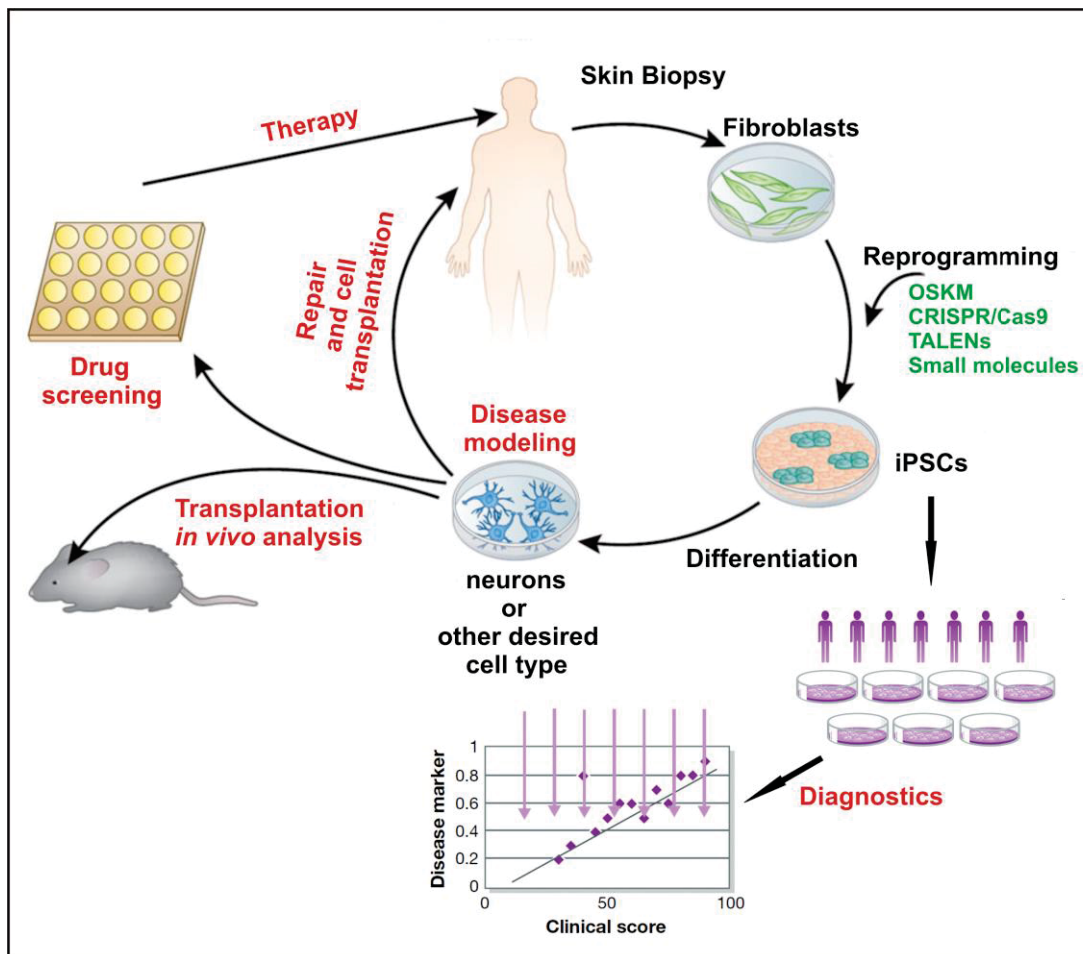 Skin Biopsy
Therapy
Fibroblasts
Reprogramming
OSKM
CRISPR/Cas9
TALENs
Small molecules
Repair
and cell
transplantation
Drug
screening
Disease
modeling
iPSCs
Transplantation
in vivo analysis
Differentiation
neurons
or
other desired
cell type
Diagnostics
Disease marker
1
0.8
0.6
0.4
0.2
0
0
50
100
Clinical score